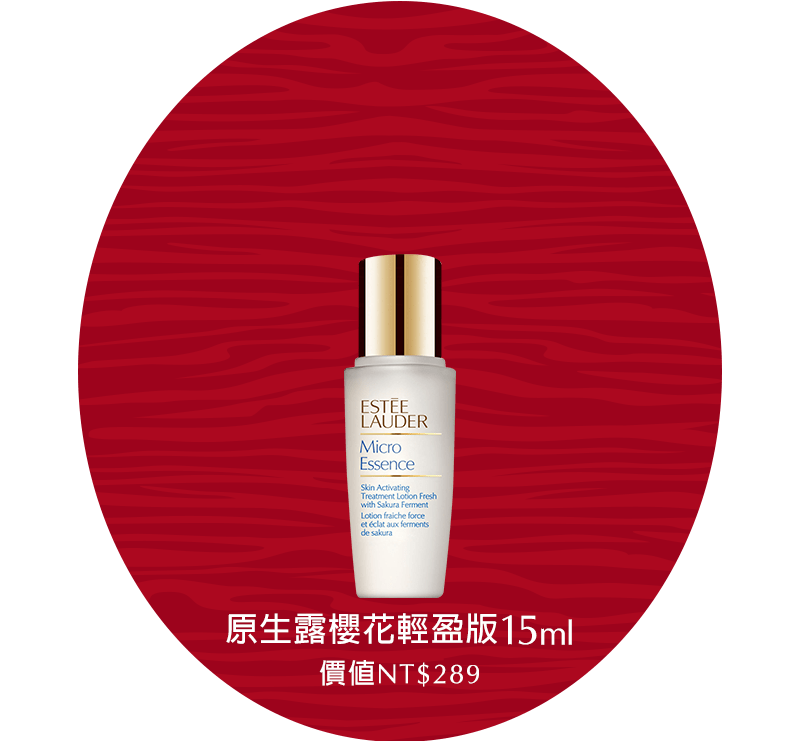 ESTĒE
LAUDER
Micro
Essence
Skin Activating
Treatment Lotion Fresh
with Sakura Ferment
Lotion fraîche force
et éclat aux ferments
de sakura
原生露櫻花輕盈版15ml
價值NT$289